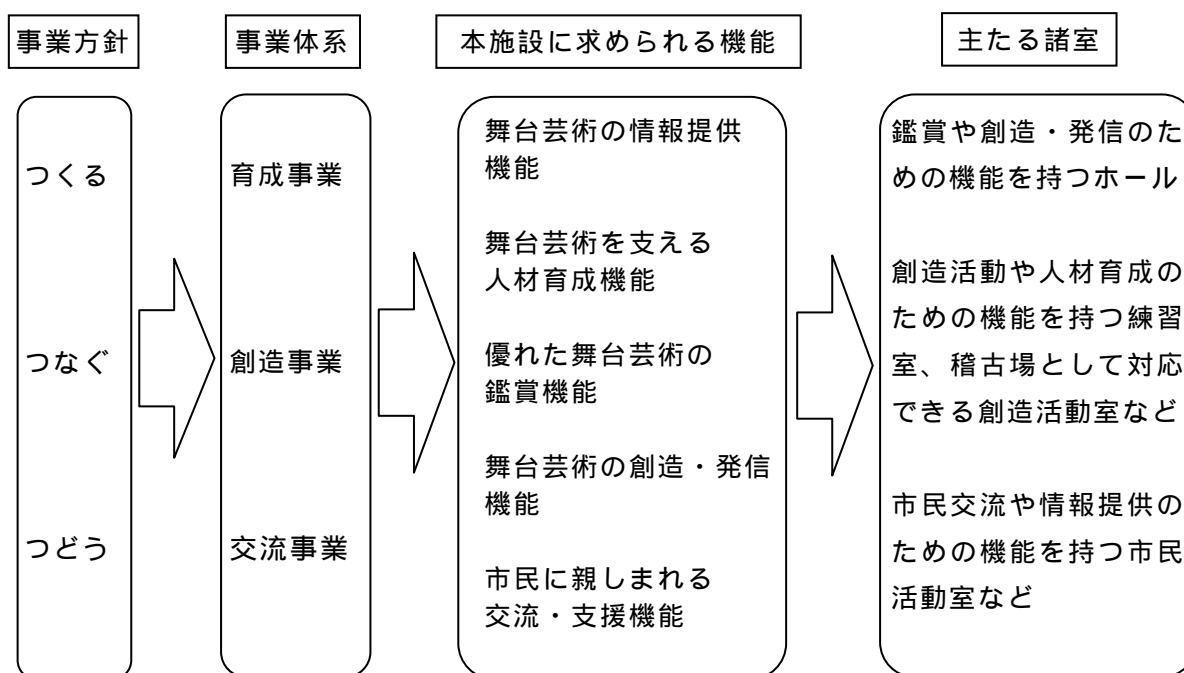 事業方針
事業体系
本施設に求められる機能
主たる諸室
つくる
つなぐ
つどう
育成事業
創造事業
交流事業
舞台芸術の情報提供
機能
舞台芸術を支える
人材育成機能
優れた舞台芸術の
鑑賞機能
舞台芸術の創造・発信
機能
市民に親しまれる
交流・支援機能
鑑賞や創造・発信のた
めの機能を持つホール
創造活動や人材育成の
ための機能を持つ練習
室、稽古場として対応
できる創造活動室など
市民交流や情報提供の
ための機能を持つ市民
活動室など